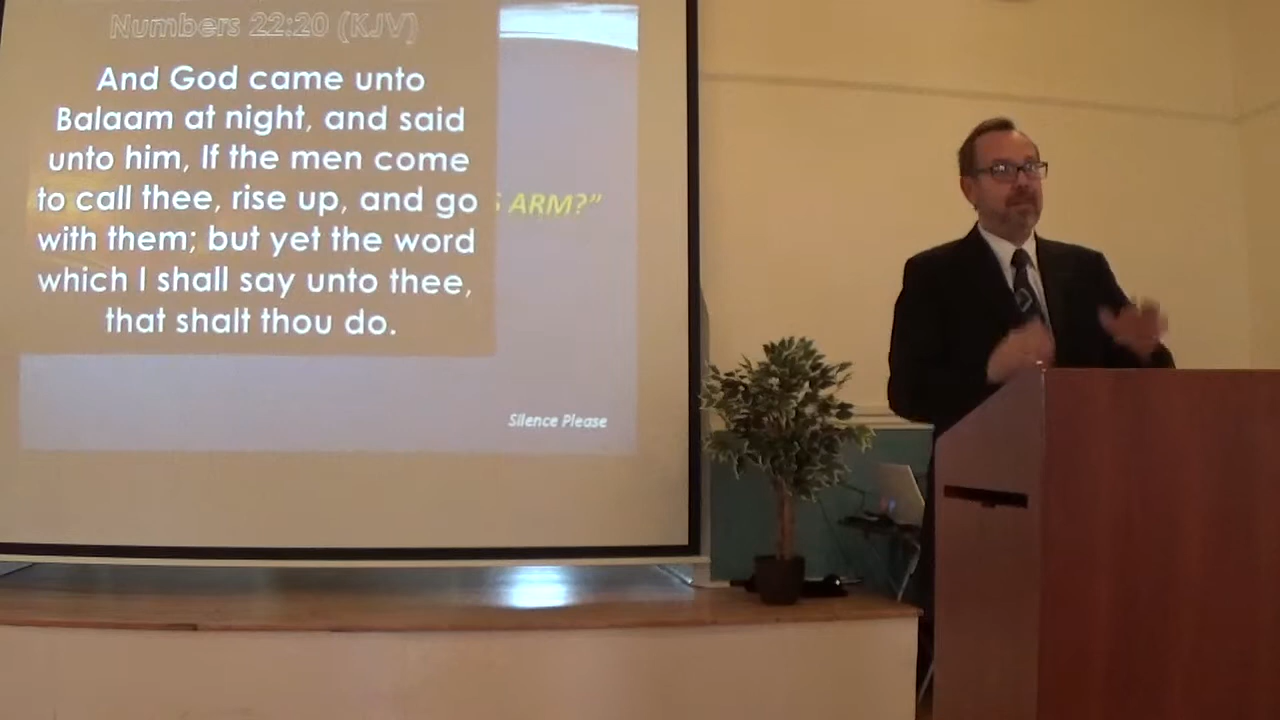 Numbers 22:20 (KJV)
And God came unto
Balaam at night, and said
unto him, If the men come
to call thee, rise up, and go
with them; but yet the word
which I shall say unto thee,
that shalt thou do.
ARM?”
Silence Please